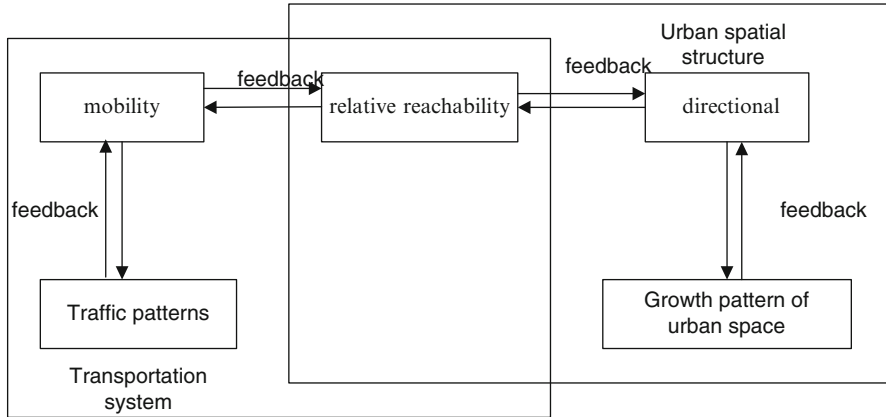 Urban spatial
structure
feedback
feedback
mobility
relative reachability
directional
feedback
feedback
Traffic patterns
Growth pattern of
urban space
Transportation
system